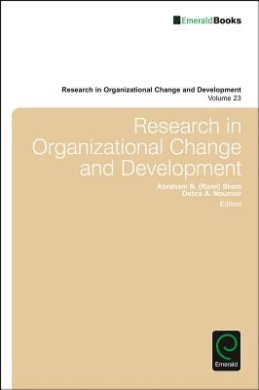 EmeraldBooks
Research in Organizational Change and Development
Volume 23
Research in
Organizational Change
and Development
Abraham B. (Rami) Shani
Debra A. Noumair
Editors
Emerald